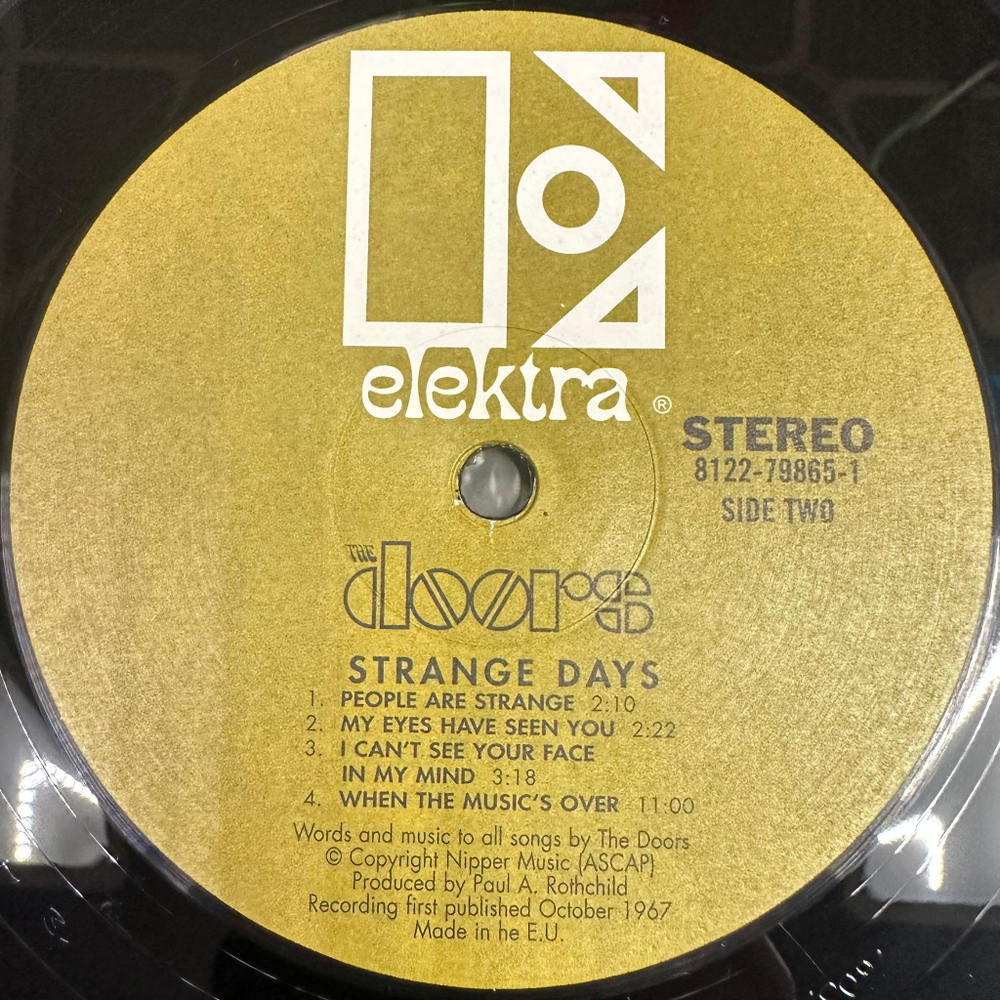 elektra ®
STEREO
8122-79865-1
SIDE TWO
THE
doors
STRANGE DAYS
1. PEOPLE ARE STRANGE 2:10
2. MY EYES HAVE SEEN YOU 2:22
3. I CAN'T SEE YOUR FACE
IN MY MIND 3:18
4. WHEN THE MUSIC'S OVER 11:00
Words and music to all songs by The Doors
© Copyright Nipper Music (ASCAP)
Produced by Paul A. Rothchild
Recording first published October 1967
Made in he E.U.